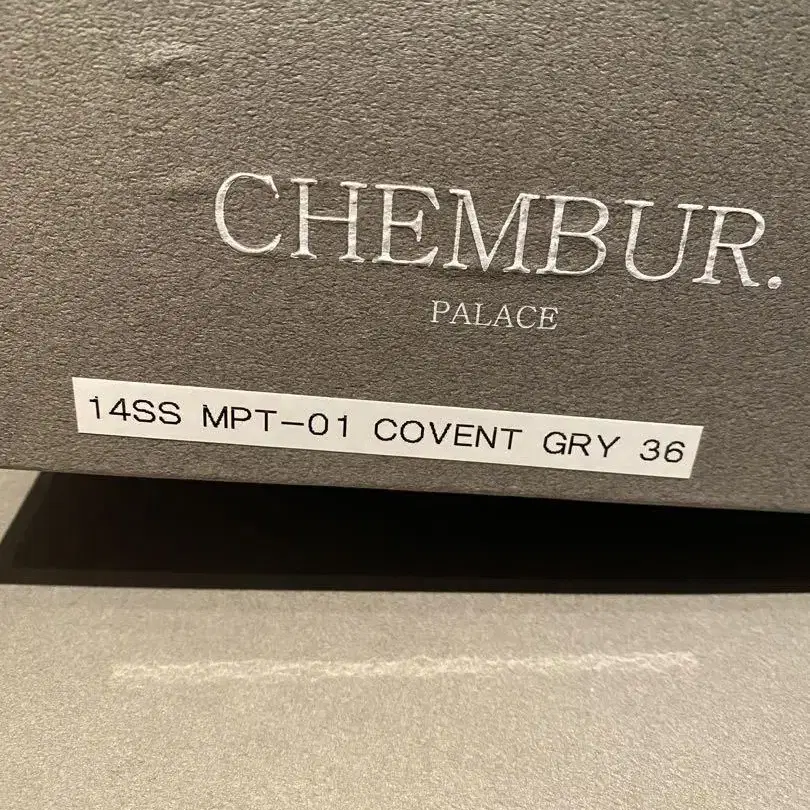 CHEMBUR.
PALACE
14SS MPT-01 COVENT GRY 36